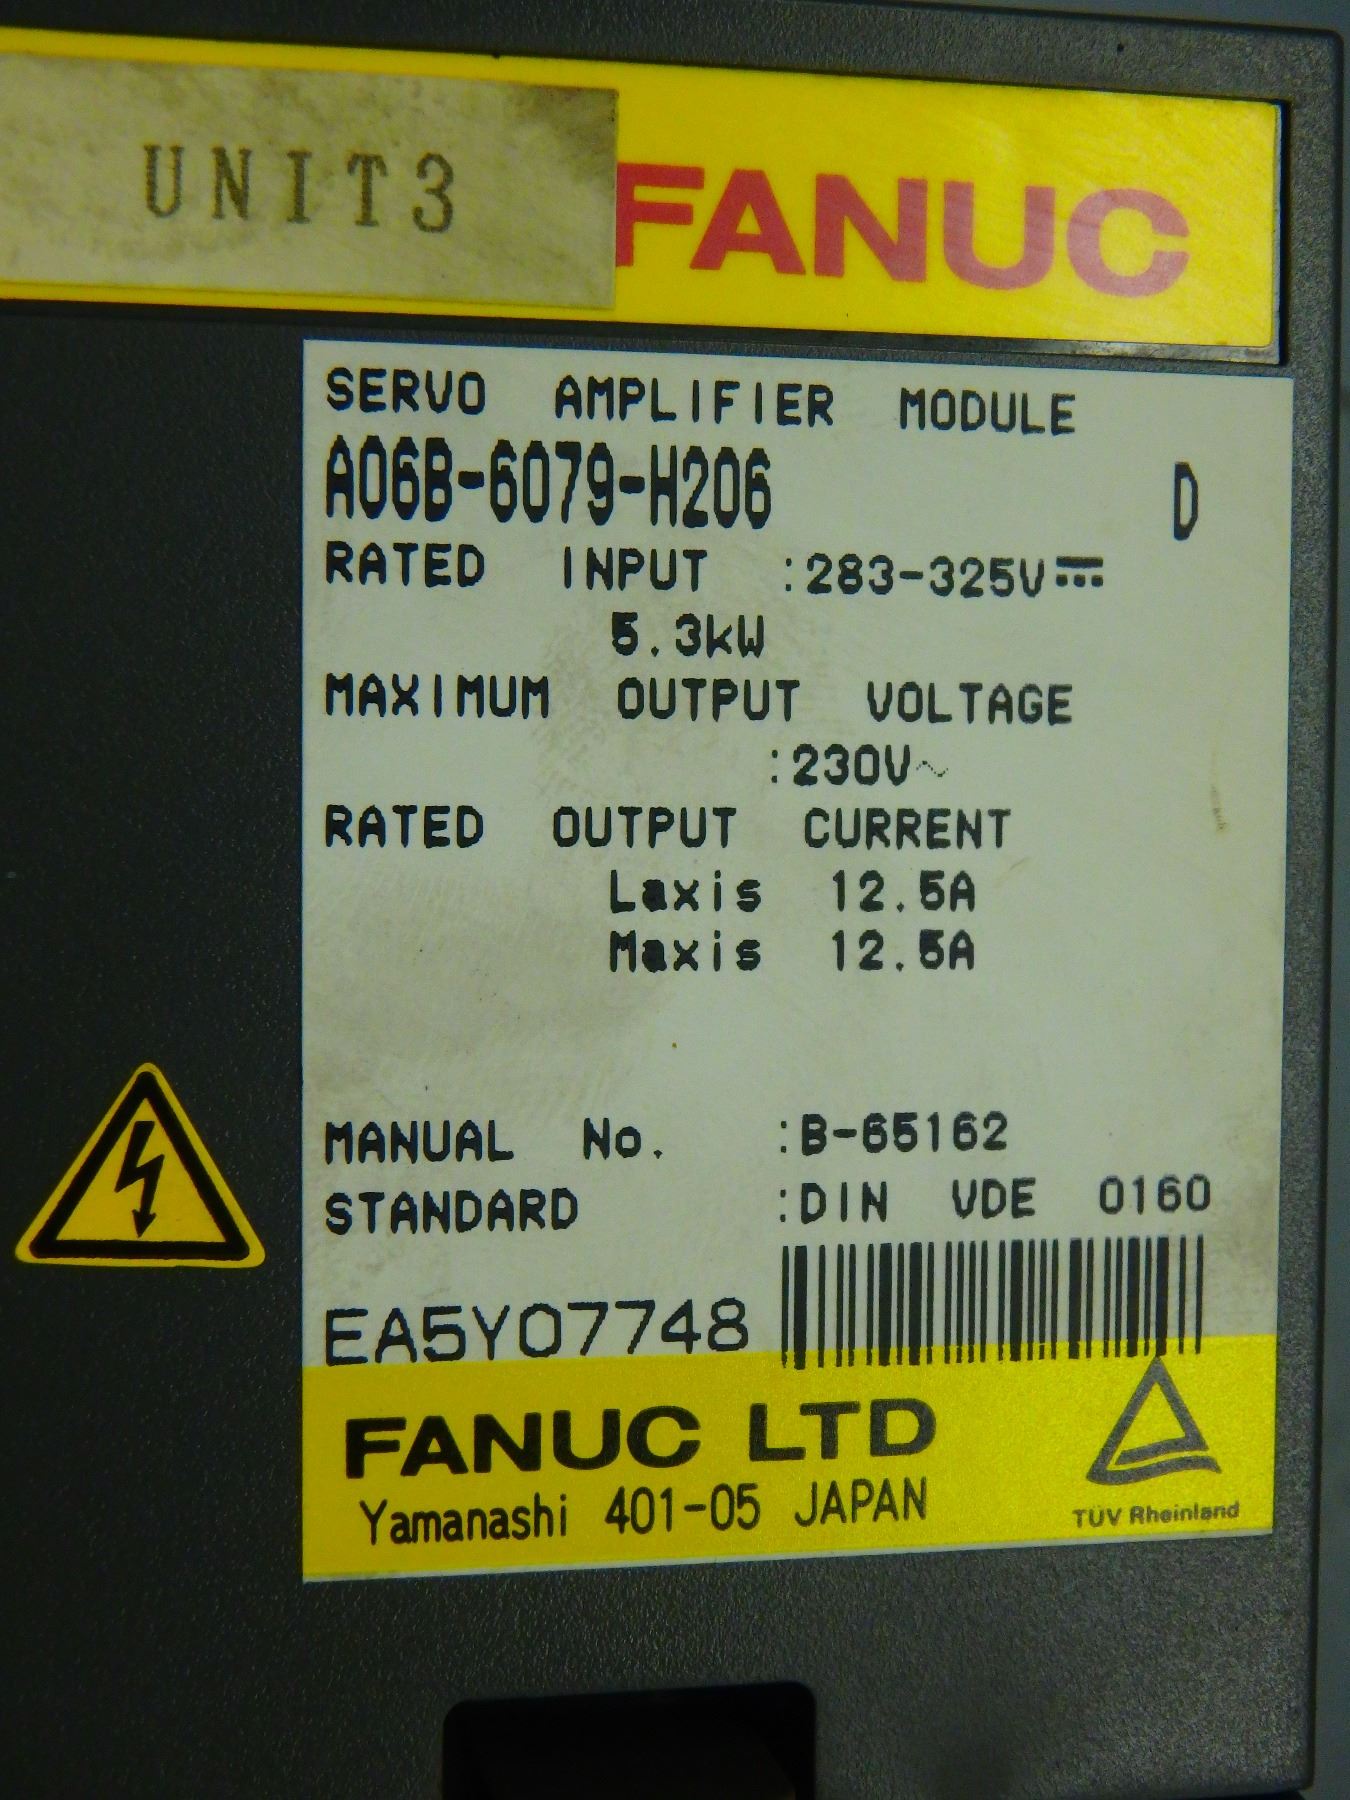 UNIT3 FANUC
SERVO AMPLIFIER MODULE
A06B-6079-H206 D
RATED INPUT :283-325V⎓
5.3kW
MAXIMUM OUTPUT VOLTAGE
:230V~
RATED OUTPUT CURRENT
Laxis 12.5A
Maxis 12.5A
MANUAL No. :B-65162
STANDARD :DIN VDE 0160
EA5Y07748
FANUC LTD
Yamanashi 401-05 JAPAN
TÜV Rheinland